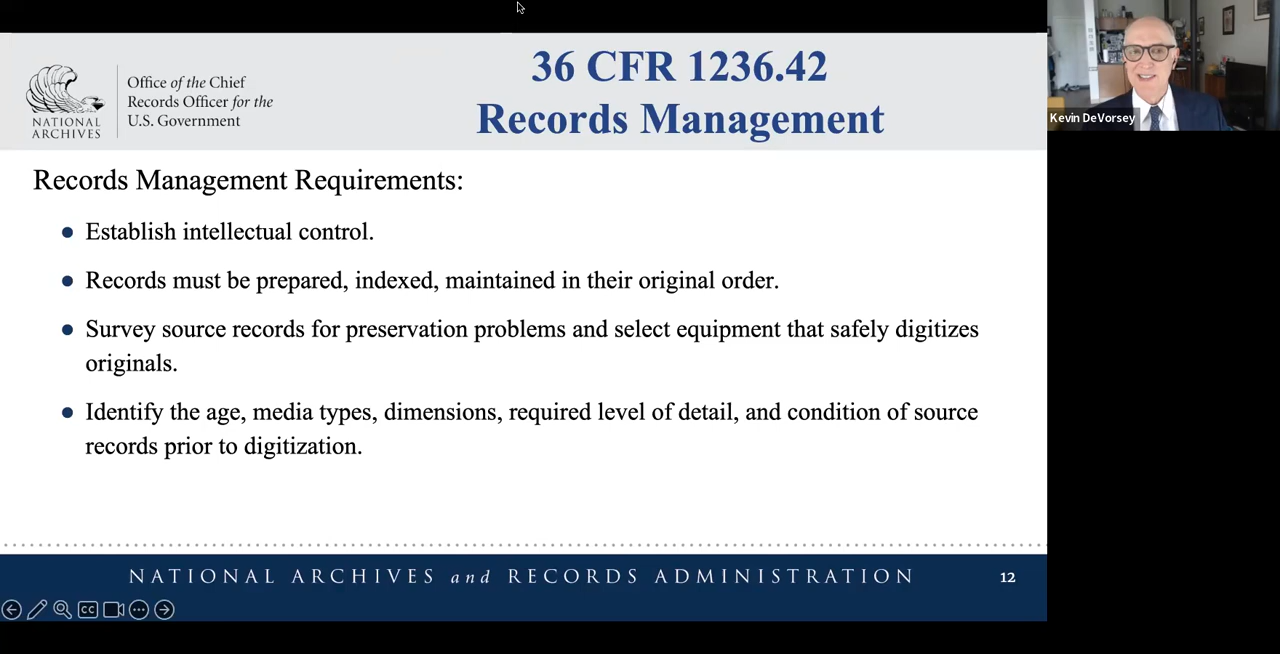 36 CFR 1236.42
Records Management
NATIONAL
ARCHIVES
Office of the Chief
Records Officer for the
U.S. Government
Kevin DeVorsey
Records Management Requirements:
● Establish intellectual control.
● Records must be prepared, indexed, maintained in their original order.
● Survey source records for preservation problems and select equipment that safely digitizes
originals.
● Identify the age, media types, dimensions, required level of detail, and condition of source
records prior to digitization.
NATIONAL ARCHIVES and RECORDS ADMINISTRATION
12
CC